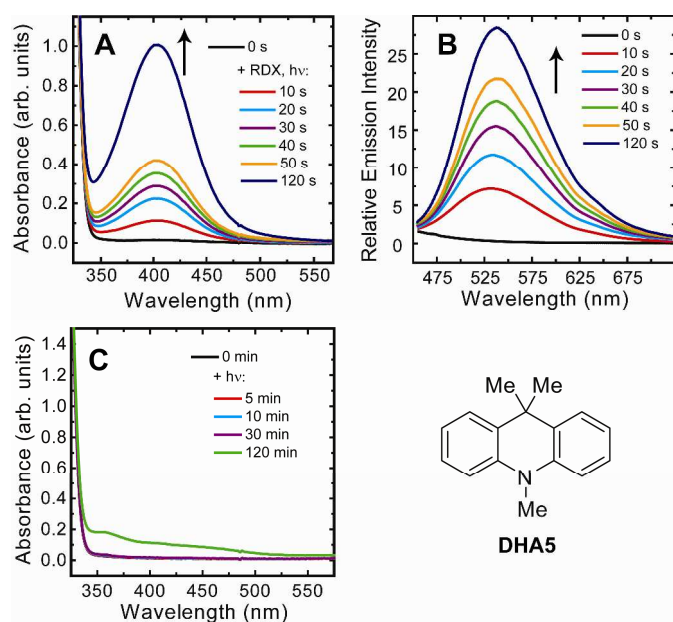 A
Absorbance (arb. units)
1.0
0.8
0.6
0.4
0.2
0.0
0 s
+ RDX, hν:
10 s
20 s
30 s
40 s
50 s
120 s
350 400 450 500 550
Wavelength (nm)
B
Relative Emission Intensity
25
20
15
10
5
0
0 s
10 s
20 s
30 s
40 s
50 s
120 s
475 525 575 625 675
Wavelength (nm)
C
Absorbance (arb. units)
1.4
1.2
1.0
0.8
0.6
0.4
0.2
0.0
0 min
+ hν:
5 min
10 min
30 min
120 min
350 400 450 500 550
Wavelength (nm)
Me Me
N
Me
DHA5